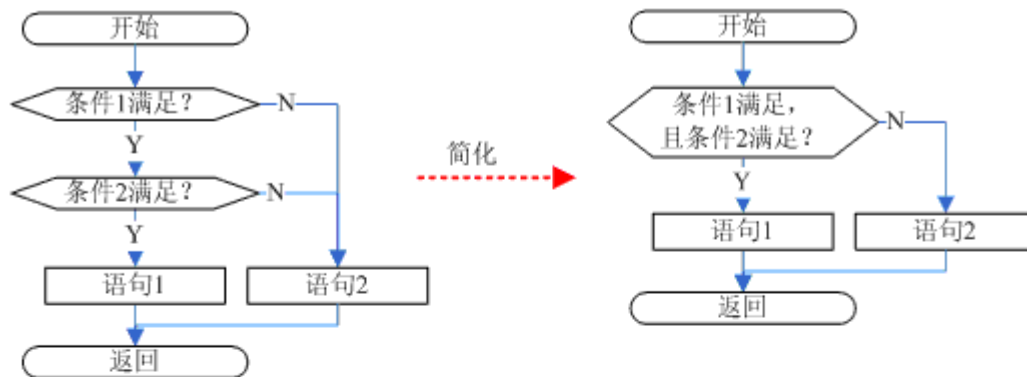 开始
条件1满足？
N
Y
条件2满足？
N
Y
语句1
语句2
返回
简化
开始
条件1满足，
且条件2满足？
N
Y
语句1
语句2
返回